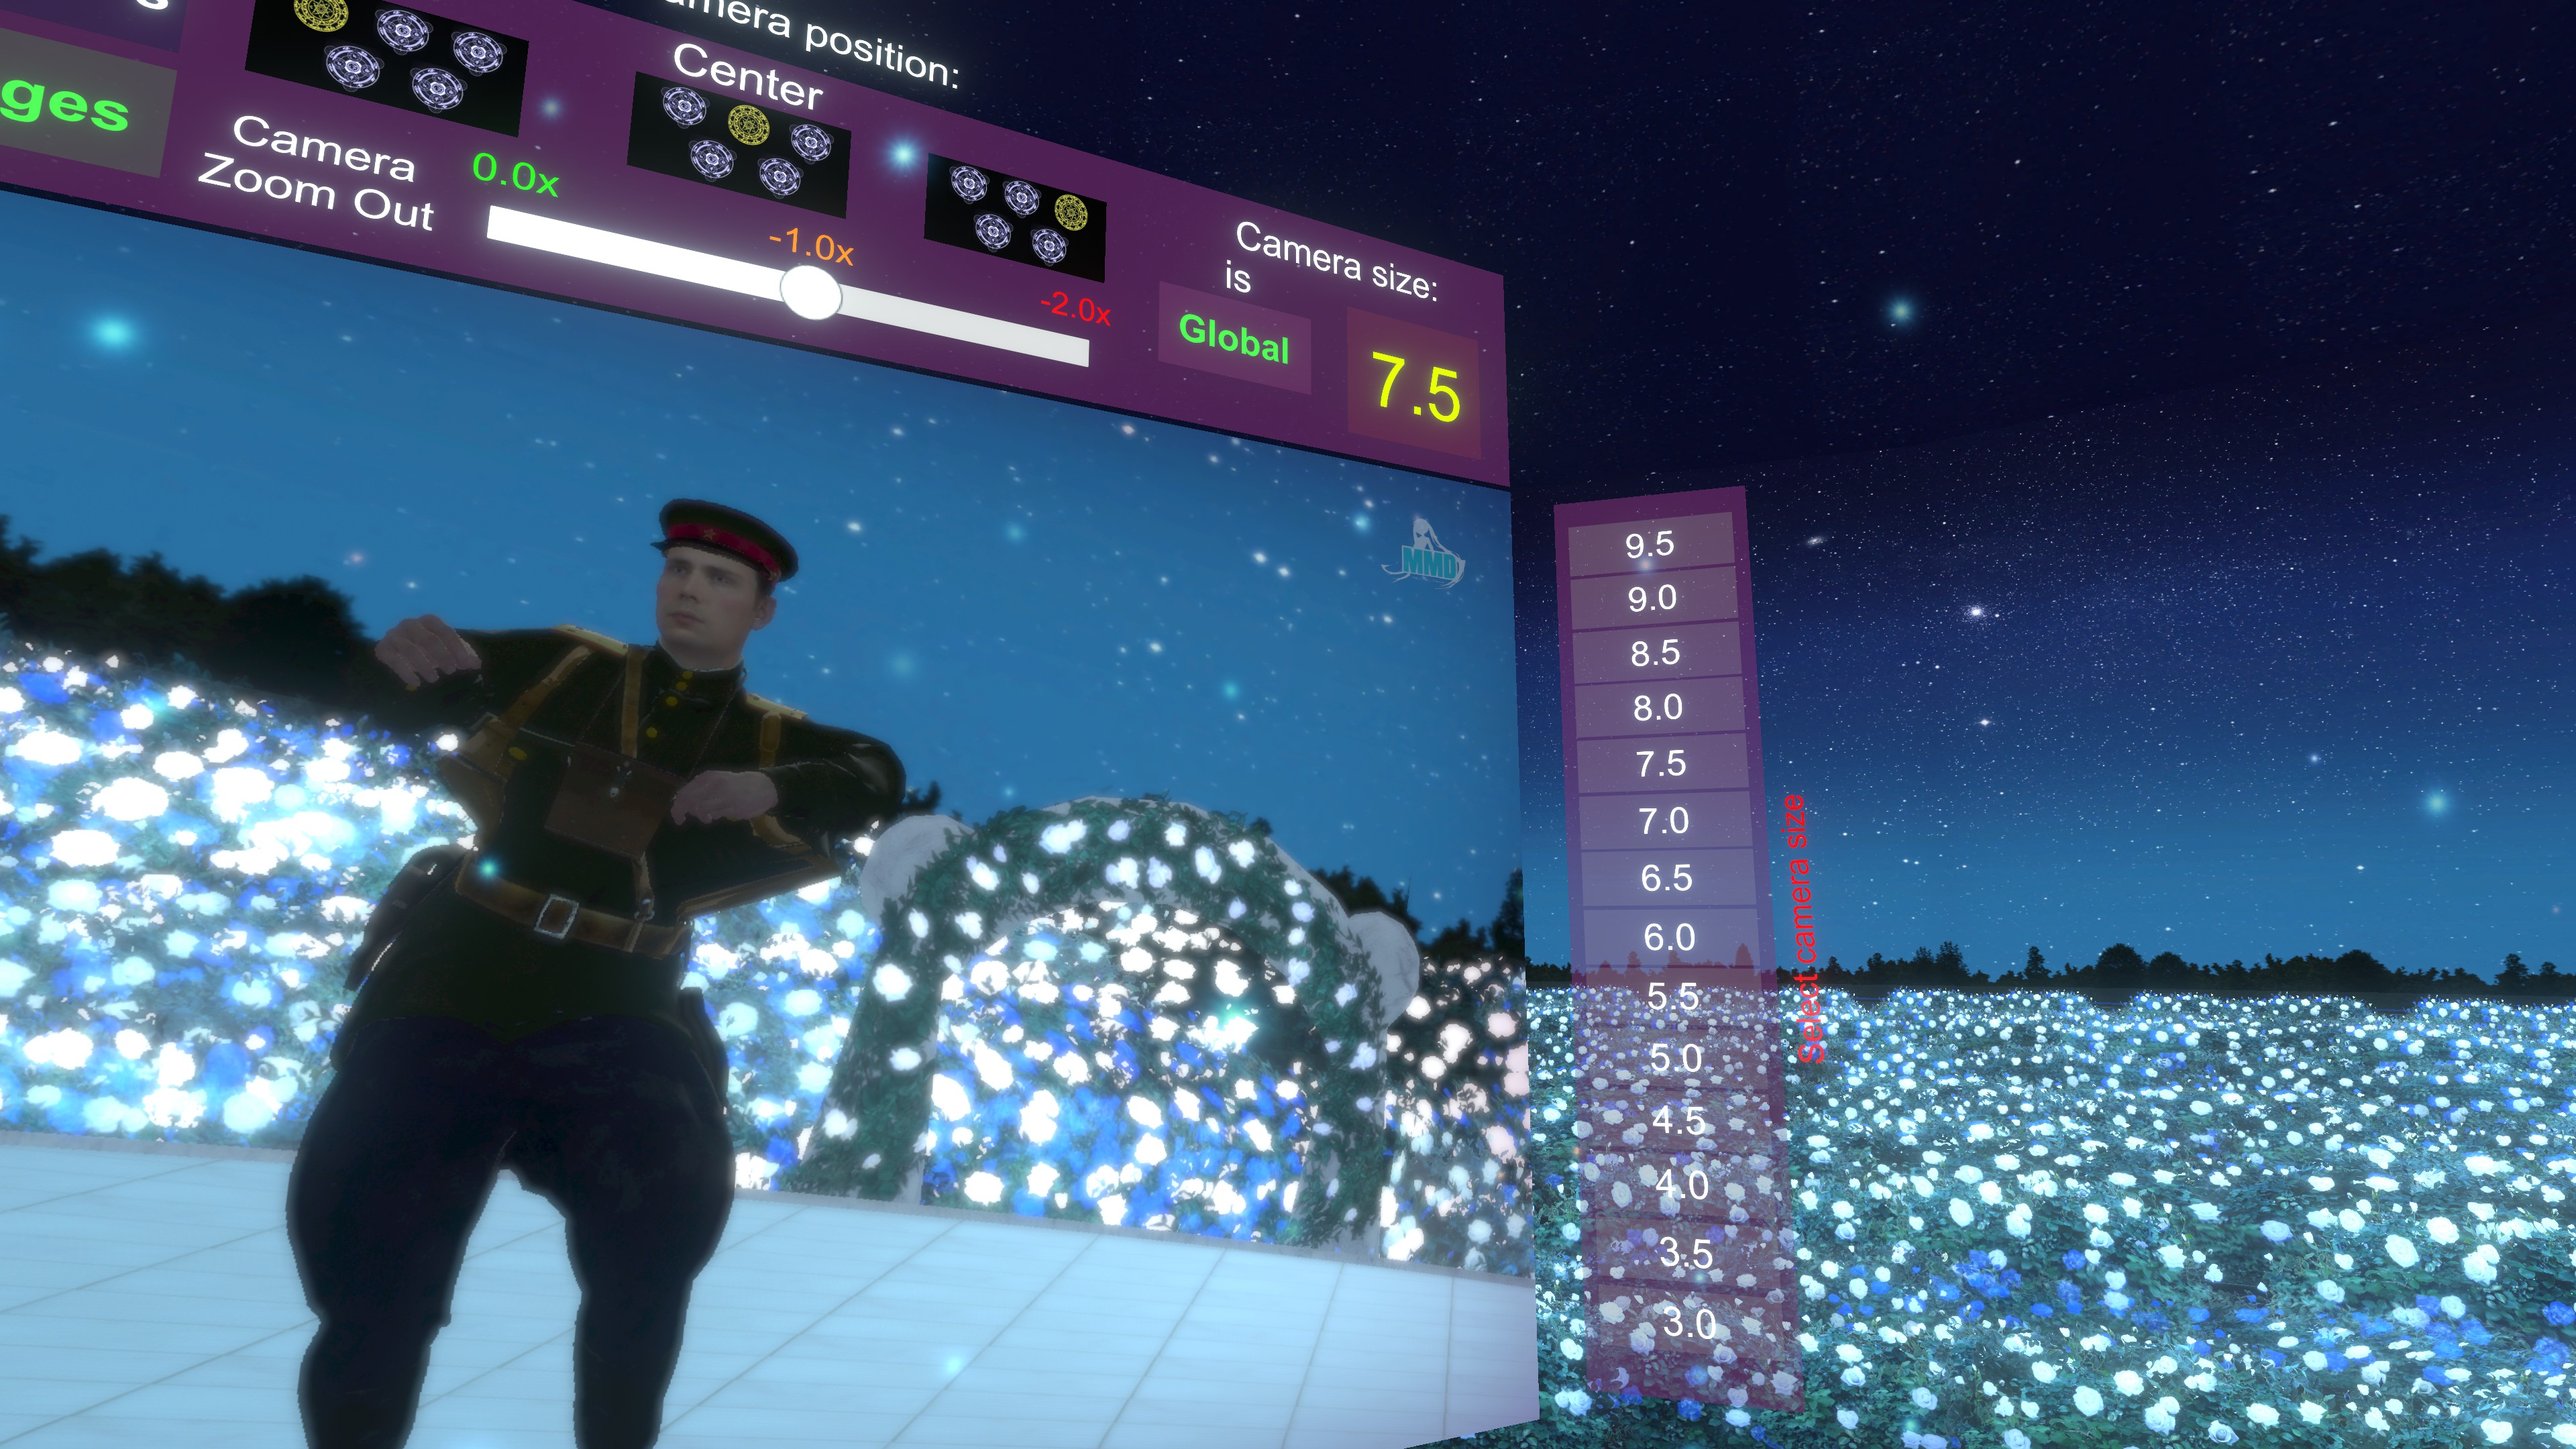 s
ges
amera position:
Center
Camera
Zoom Out
0.0x
-1.0x
-2.0x
Camera size:
is
Global
7.5
MMD
9.5
9.0
8.5
8.0
7.5
7.0
6.5
6.0
5.5
5.0
4.5
4.0
3.5
3.0
Select camera size